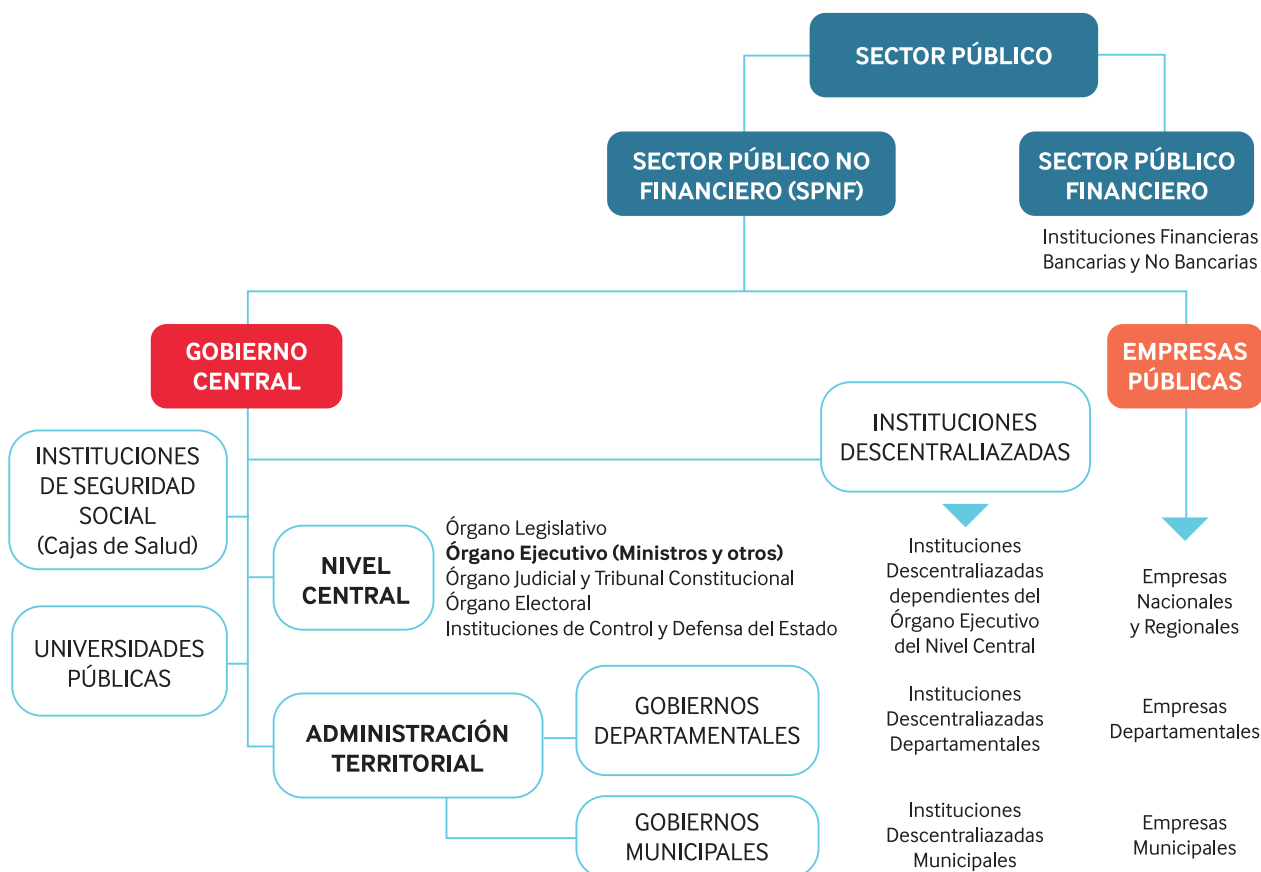 SECTOR PÚBLICO
SECTOR PÚBLICO NO
FINANCIERO (SPNF)
SECTOR PÚBLICO
FINANCIERO
Instituciones Financieras
Bancarias y No Bancarias
GOBIERNO
CENTRAL
EMPRESAS
PÚBLICAS
INSTITUCIONES
DESCENTRALIAZADAS
INSTITUCIONES
DE SEGURIDAD
SOCIAL
(Cajas de Salud)
NIVEL
CENTRAL
Órgano Legislativo
Órgano Ejecutivo (Ministros y otros)
Órgano Judicial y Tribunal Constitucional
Órgano Electoral
Instituciones de Control y Defensa del Estado
Instituciones
Descentraliazadas
dependientes del
Órgano Ejecutivo
del Nivel Central
Empresas
Nacionales
y Regionales
UNIVERSIDADES
PÚBLICAS
ADMINISTRACIÓN
TERRITORIAL
GOBIERNOS
DEPARTAMENTALES
Instituciones
Descentraliazadas
Departamentales
Empresas
Departamentales
GOBIERNOS
MUNICIPALES
Instituciones
Descentraliazadas
Municipales
Empresas
Municipales